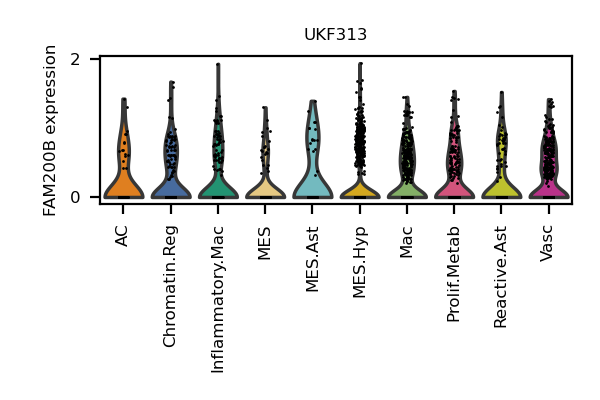 UKF313
FAM200B expression
2
0
AC
Chromatin.Reg
Inflammatory.Mac
MES
MES.Ast
MES.Hyp
Mac
Prolif.Metab
Reactive.Ast
Vasc